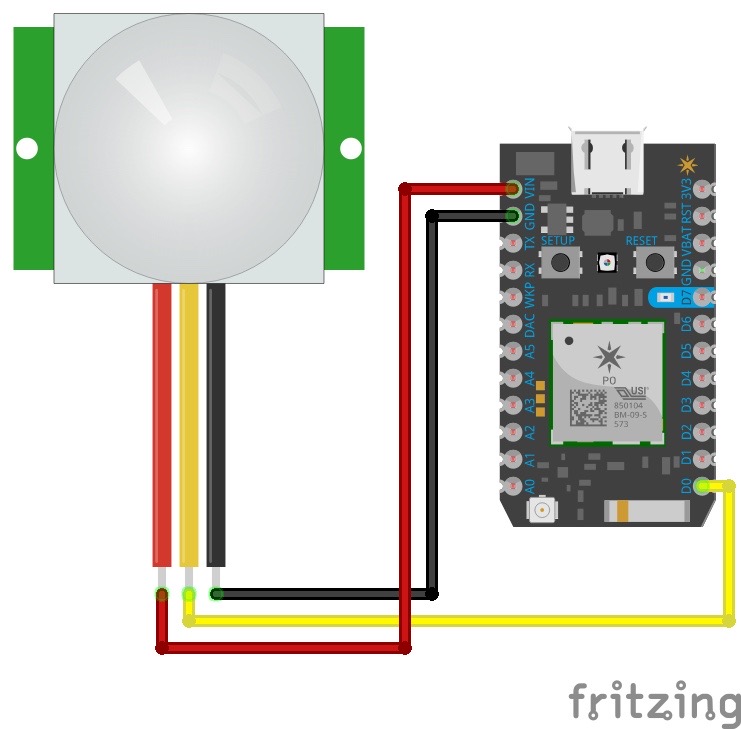 VIN
GND
TX
RX
WKP
DAC
A5
A4
A3
A2
A1
A0
SETUP
RESET
3V3
RST
VBAT
GND
D7
D6
D5
D4
D3
D2
D1
D0
P0
USI
850104
BM-09-S
573
fritzing